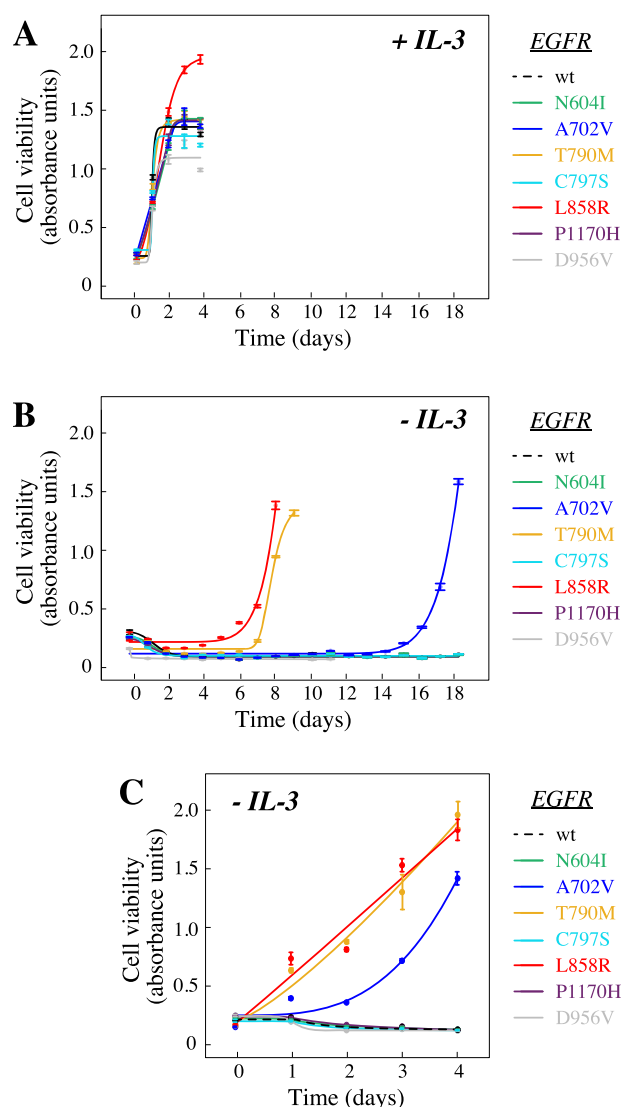 A
+ IL-3
EGFR
wt
N604I
A702V
T790M
C797S
L858R
P1170H
D956V
Cell viability
(absorbance units)
2.0
1.5
1.0
0.5
0
0 2 4 6 8 10 12 14 16 18
Time (days)
B
- IL-3
EGFR
wt
N604I
A702V
T790M
C797S
L858R
P1170H
D956V
Cell viability
(absorbance units)
2.0
1.5
1.0
0.5
0
0 2 4 6 8 10 12 14 16 18
Time (days)
C
- IL-3
EGFR
wt
N604I
A702V
T790M
C797S
L858R
P1170H
D956V
Cell viability
(absorbance units)
2.0
1.5
1.0
0.5
0
0 1 2 3 4
Time (days)